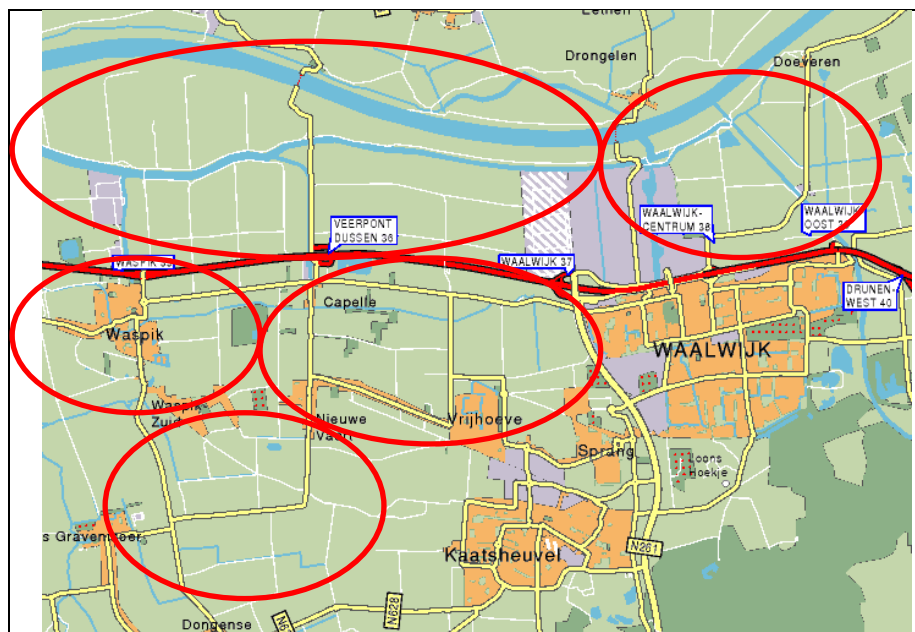 Eethen
Drongelen
Doeveren
VEERPONT
DUSSEN 36
WAALWIJK-
CENTRUM 38
WAALWIJK
OOST
WASPIK
WAALWIJK 37
DRUNEN-
WEST 40
Capelle
Waspik
WAALWIJK
Waspik-
Zuid
Nieuwe
Vaart
Vrijhoeve
Sprang
Loons
Hoekje
s Gravenmoer
Kaatsheuvel
N261
N628
Dongense